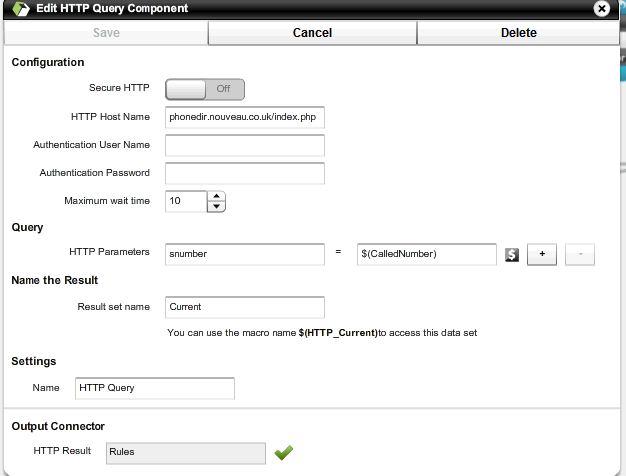 Edit HTTP Query Component
Save Cancel Delete
Configuration
Secure HTTP Off
HTTP Host Name phonedir.nouveau.co.uk/index.php
Authentication User Name
Authentication Password
Maximum wait time 10
Query
HTTP Parameters snumber = $(CalledNumber) $ + -
Name the Result
Result set name Current
You can use the macro name $(HTTP_Current)to access this data set
Settings
Name HTTP Query
Output Connector
HTTP Result Rules